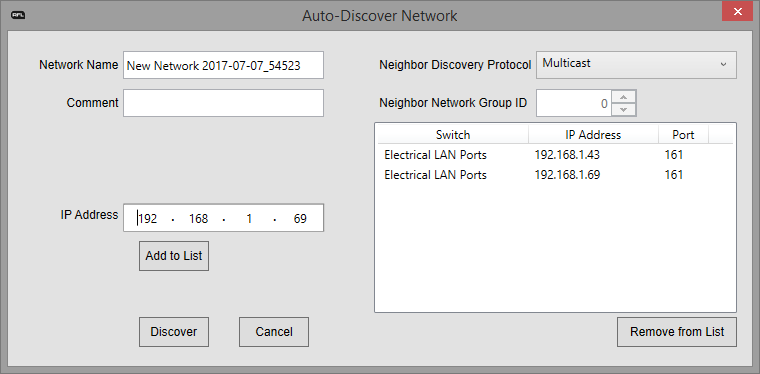 AFL
Auto-Discover Network
Network Name
New Network 2017-07-07_54523
Comment
IP Address
192 . 168 . 1 . 69
Add to List
Discover
Cancel
Neighbor Discovery Protocol
Multicast
Neighbor Network Group ID
0
Switch IP Address Port
Electrical LAN Ports 192.168.1.43 161
Electrical LAN Ports 192.168.1.69 161
Remove from List